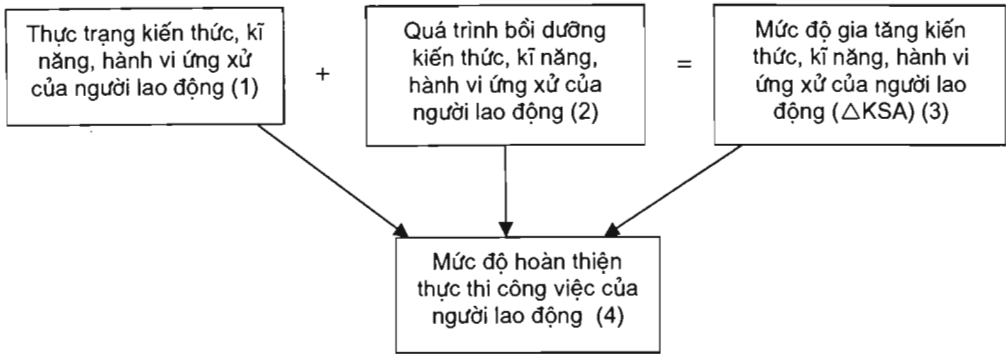 Thực trạng kiến thức, kĩ
năng, hành vi ứng xử
của người lao động (1)
+
Quá trình bồi dưỡng
kiến thức, kĩ năng,
hành vi ứng xử của
người lao động (2)
=
Mức độ gia tăng kiến
thức, kĩ năng, hành vi
ứng xử của người lao
động (△KSA) (3)
Mức độ hoàn thiện
thực thi công việc của
người lao động (4)